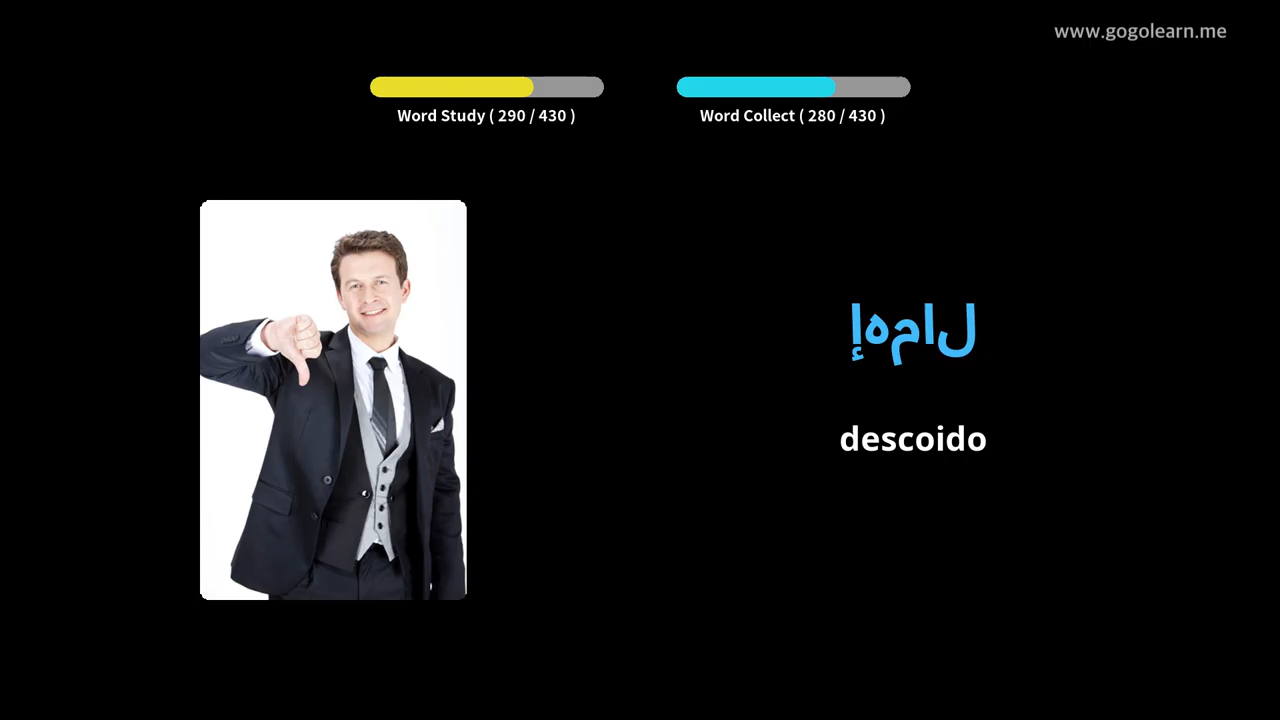 www.gogolearn.me
Word Study ( 290 / 430 )
Word Collect ( 280 / 430 )
إهمال
descoido